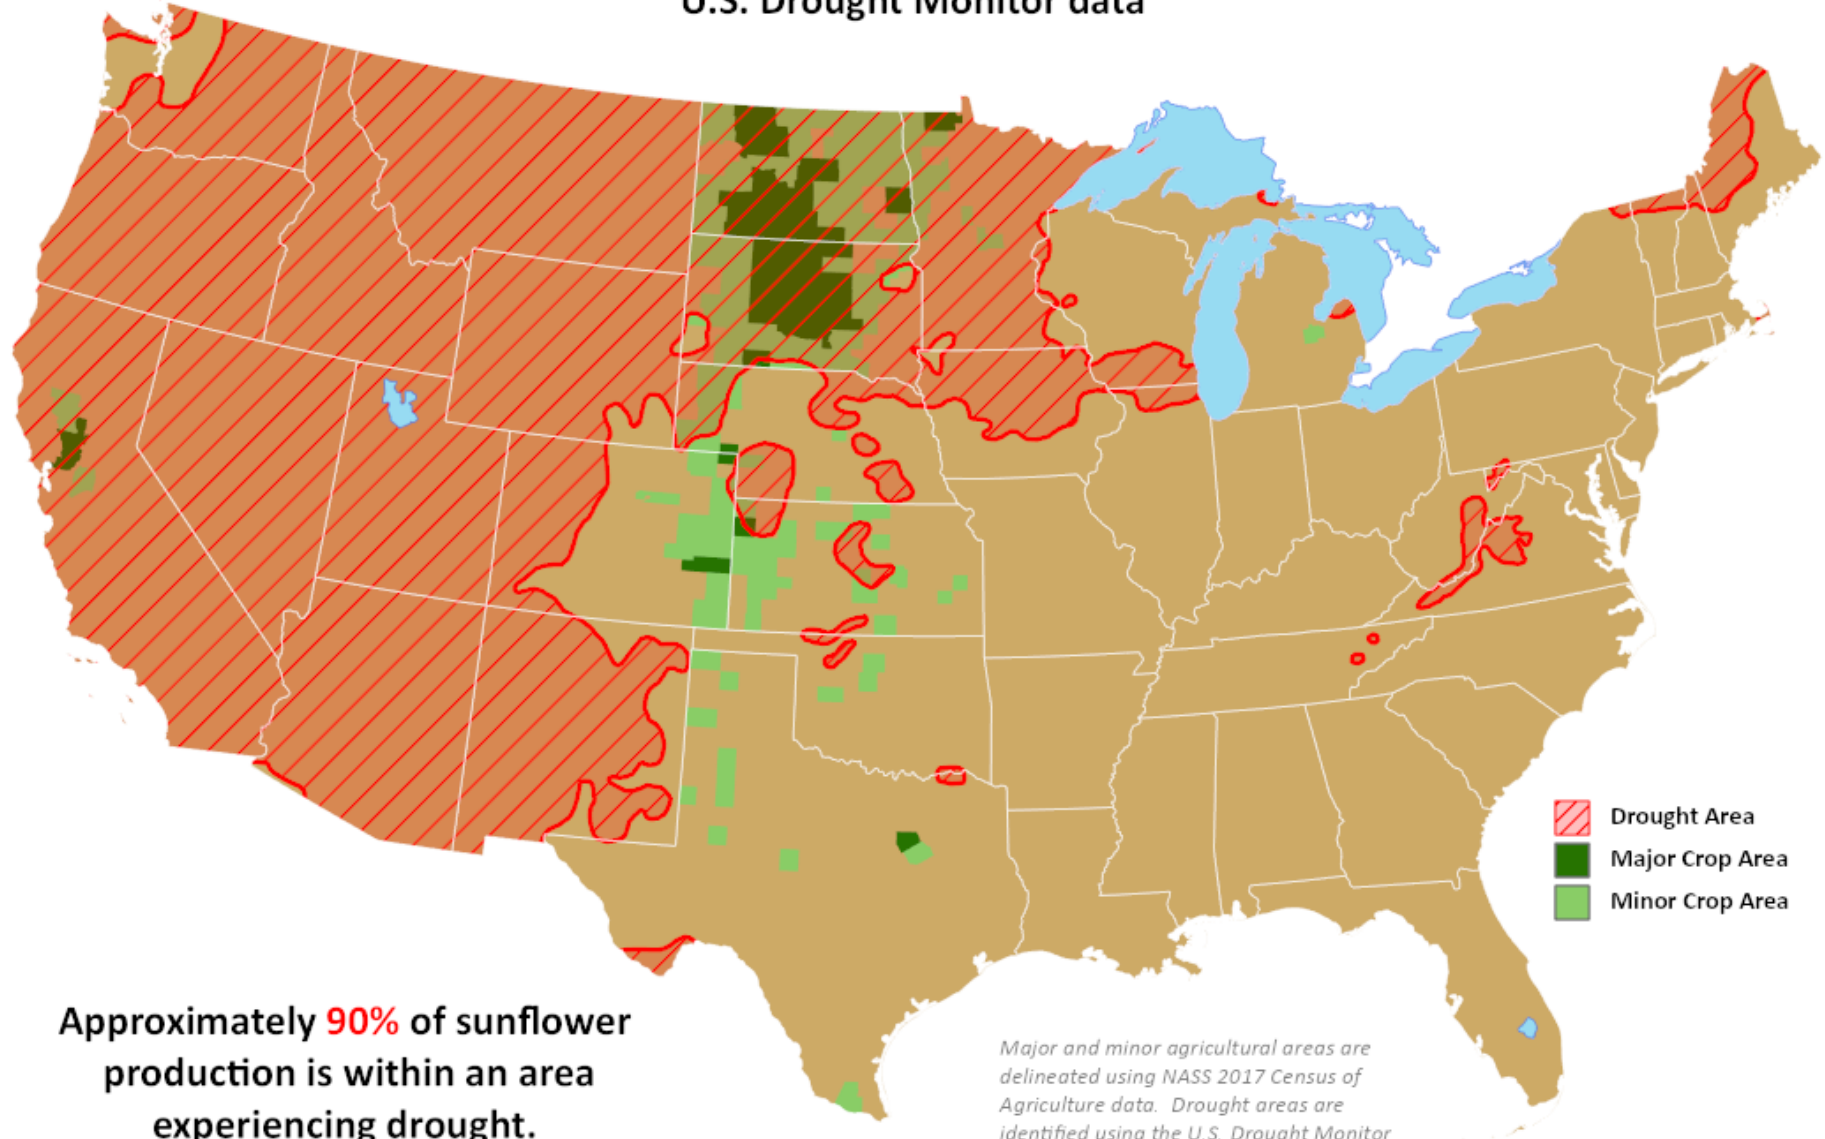 U.S. Drought Monitor data
Drought Area
Major Crop Area
Minor Crop Area
Approximately 90% of sunflower
production is within an area
experiencing drought.
Major and minor agricultural areas are
delineated using NASS 2017 Census of
Agriculture data. Drought areas are
identified using the U.S. Drought Monitor